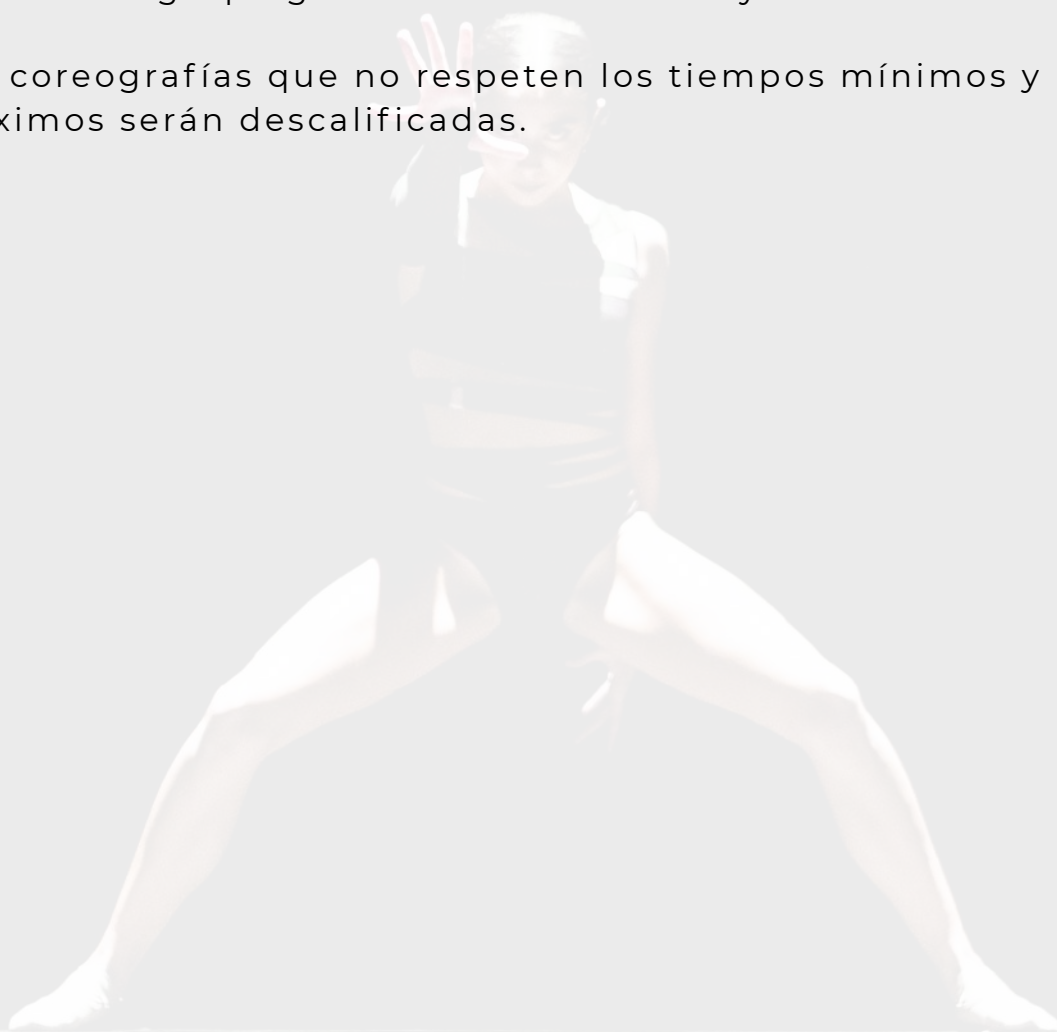 coreografías que no respeten los tiempos mínimos y
ximos serán descalificadas.